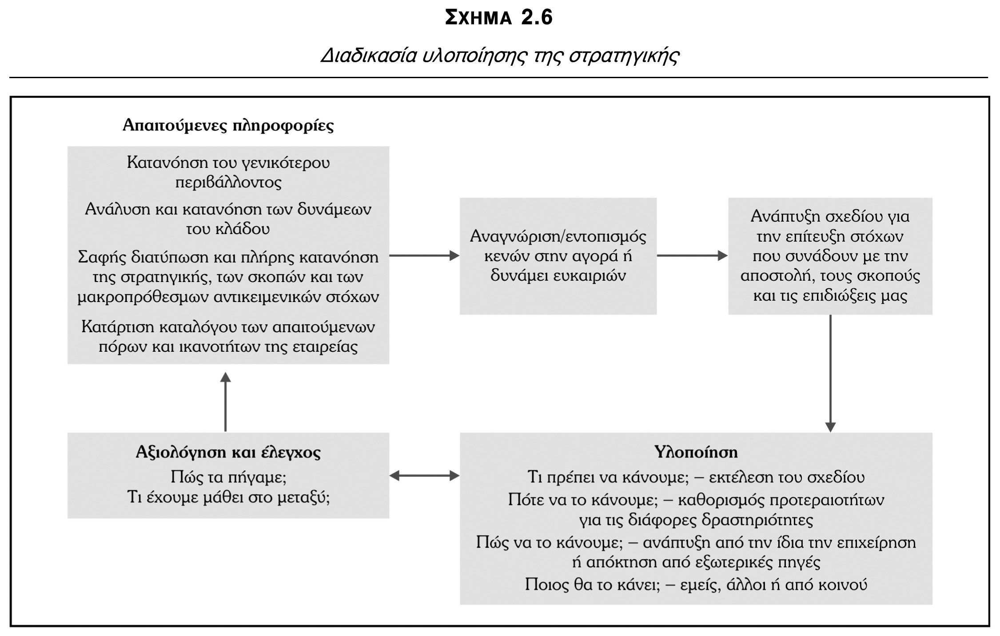 ΣΧΗΜΑ 2.6
Διαδικασία υλοποίησης της στρατηγικής
Απαιτούμενες πληροφορίες
Κατανόηση του γενικότερου
περιβάλλοντος
Ανάλυση και κατανόηση των δυνάμεων
του κλάδου
Σαφής διατύπωση και πλήρης κατανόηση
της στρατηγικής, των σκοπών και των
μακροπρόθεσμων αντικειμενικών στόχων
Κατάρτιση καταλόγου των απαιτούμενων
πόρων και ικανοτήτων της εταιρείας
Αναγνώριση/εντοπισμός
κενών στην αγορά ή
δυνάμει ευκαιριών
Ανάπτυξη σχεδίου για
την επίτευξη στόχων
που συνάδουν με την
αποστολή, τους σκοπούς
και τις επιδιώξεις μας
Αξιολόγηση και έλεγχος
Πώς τα πήγαμε;
Τι έχουμε μάθει στο μεταξύ;
Υλοποίηση
Τι πρέπει να κάνουμε; – εκτέλεση του σχεδίου
Πότε να το κάνουμε; – καθορισμός προτεραιοτήτων
για τις διάφορες δραστηριότητες
Πώς να το κάνουμε; – ανάπτυξη από την ίδια την επιχείρηση
ή απόκτηση από εξωτερικές πηγές
Ποιος θα το κάνει; – εμείς, άλλοι ή από κοινού